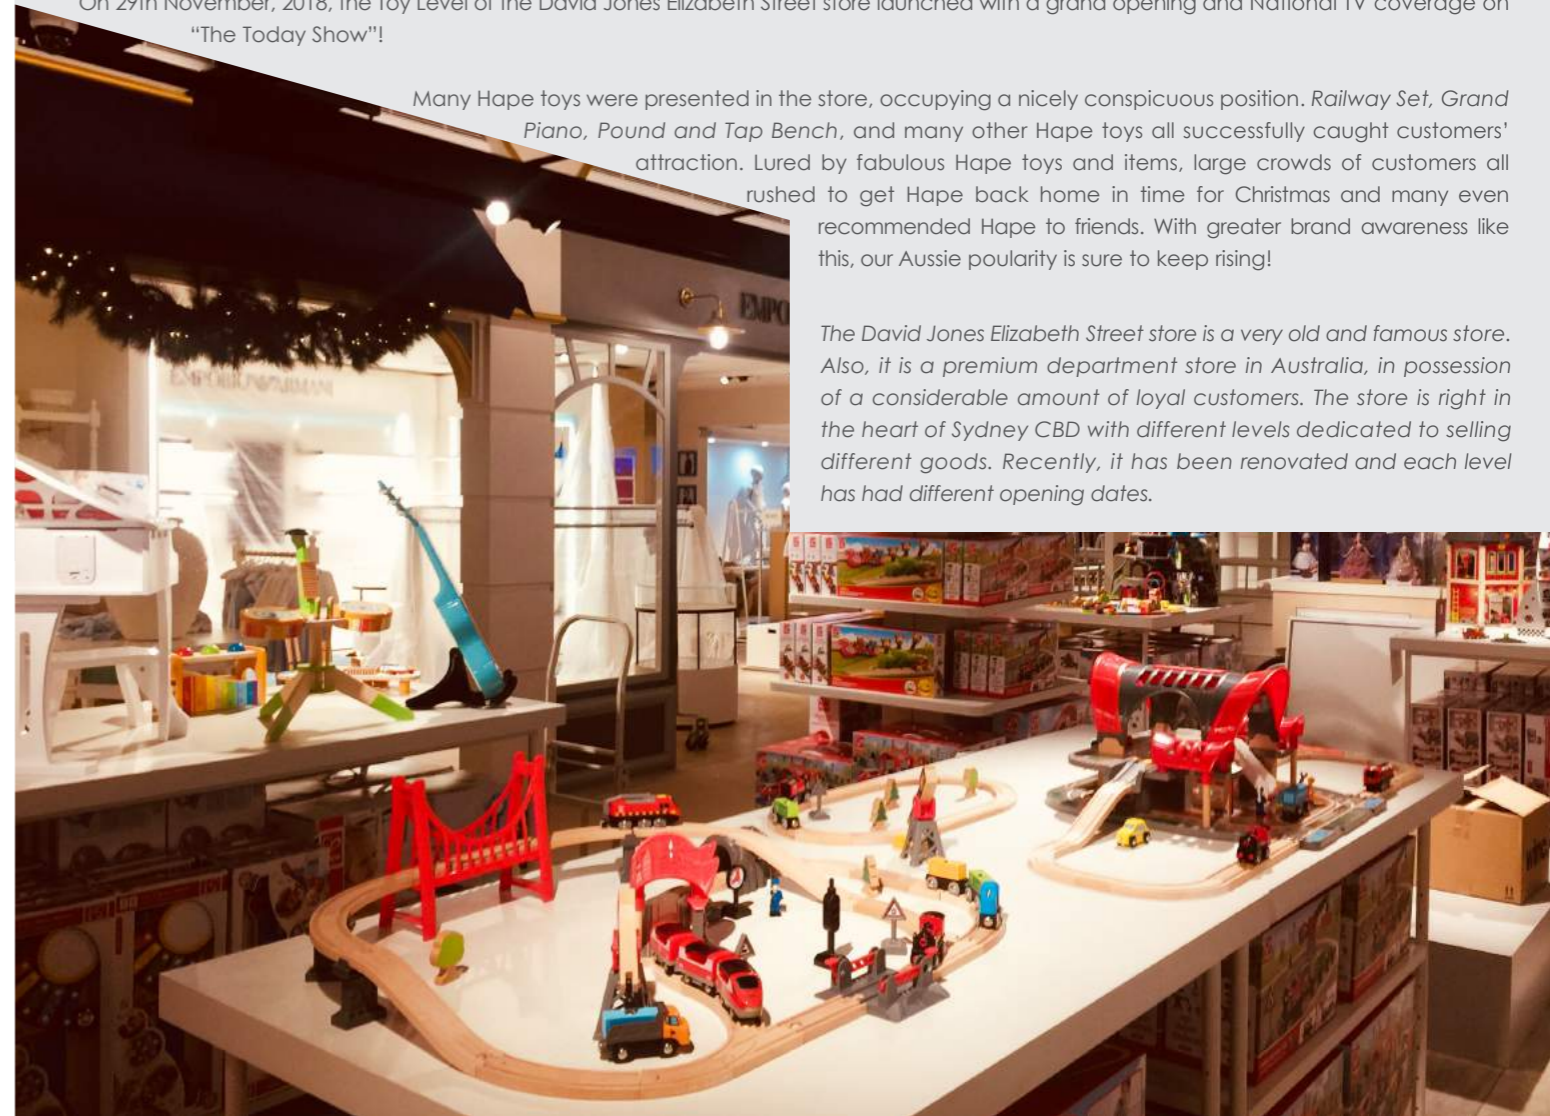 On 29th November, 2018, the Toy Level of the David Jones Elizabeth Street store launched with a grand opening and National TV coverage on
“The Today Show”!
Many Hape toys were presented in the store, occupying a nicely conspicuous position. Railway Set, Grand
Piano, Pound and Tap Bench, and many other Hape toys all successfully caught customers’
attraction. Lured by fabulous Hape toys and items, large crowds of customers all
rushed to get Hape back home in time for Christmas and many even
recommended Hape to friends. With greater brand awareness like
this, our Aussie poularity is sure to keep rising!
The David Jones Elizabeth Street store is a very old and famous store.
Also, it is a premium department store in Australia, in possession
of a considerable amount of loyal customers. The store is right in
the heart of Sydney CBD with different levels dedicated to selling
different goods. Recently, it has been renovated and each level
has had different opening dates.
EMPO
EMPORIO ARMANI